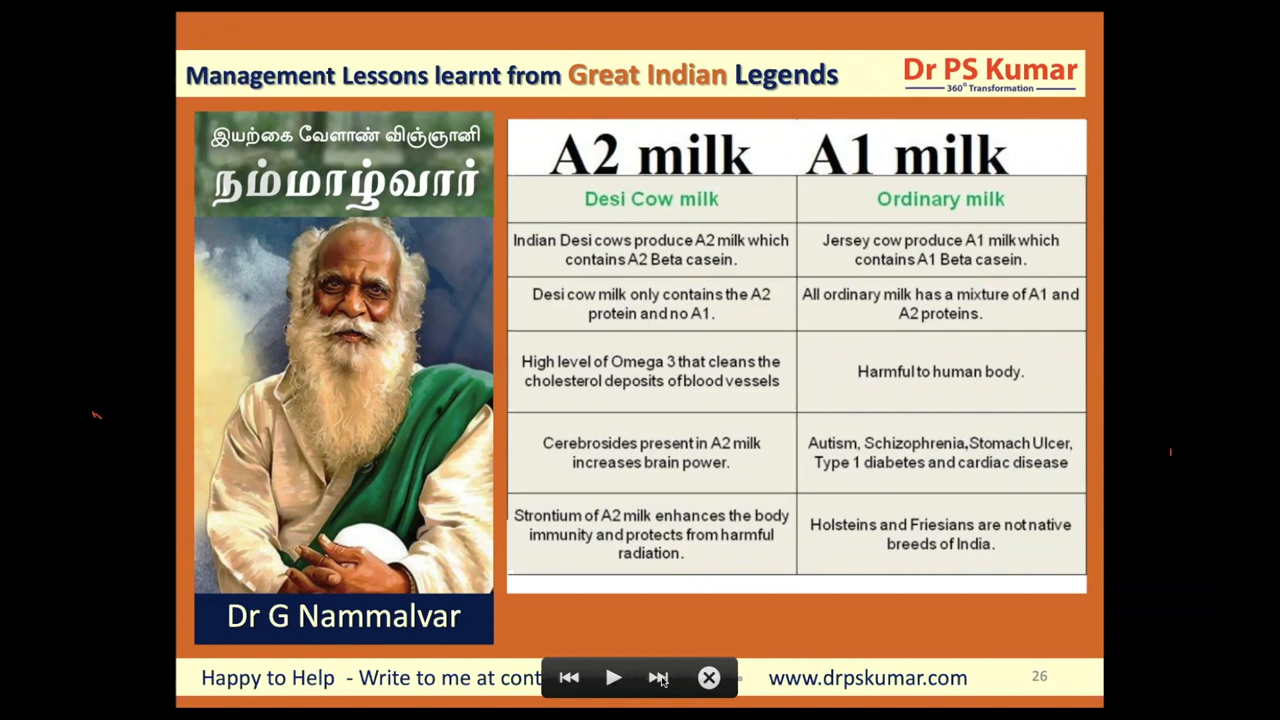 Management Lessons learnt from Great Indian Legends
Dr PS Kumar
360° Transformation
இயற்கை வேளாண் விஞ்ஞானி
நம்மாழ்வார்
Dr G Nammalvar
A2 milk A1 milk
Desi Cow milk
Ordinary milk
Indian Desi cows produce A2 milk which
contains A2 Beta casein.
Jersey cow produce A1 milk which
contains A1 Beta casein.
Desi cow milk only contains the A2
protein and no A1.
All ordinary milk has a mixture of A1 and
A2 proteins.
High level of Omega 3 that cleans the
cholesterol deposits of blood vessels
Harmful to human body.
Cerebrosides present in A2 milk
increases brain power.
Autism, Schizophrenia,Stomach Ulcer,
Type 1 diabetes and cardiac disease
Strontium of A2 milk enhances the body
immunity and protects from harmful
radiation.
Holsteins and Friesians are not native
breeds of India.
Happy to Help - Write to me at cont
www.drpskumar.com
26